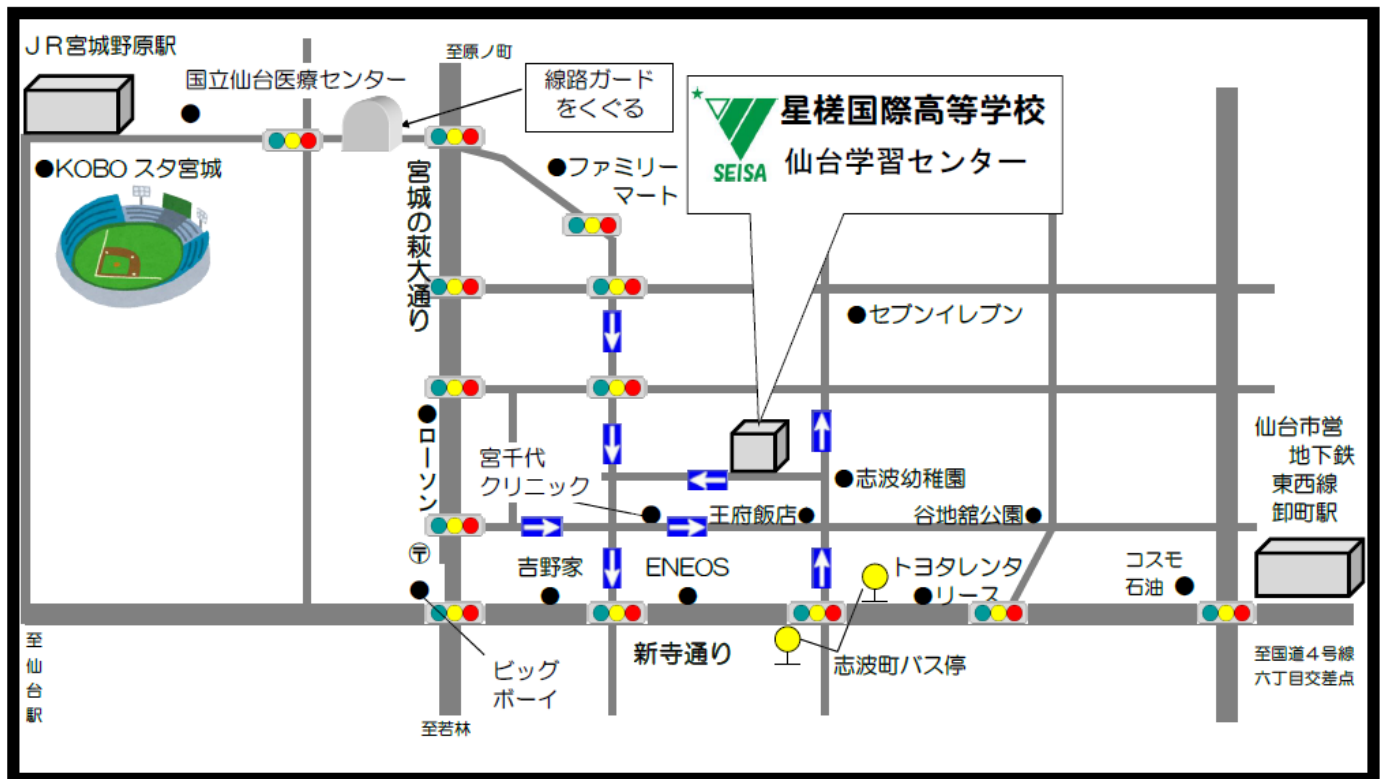 JR宮城野原駅
至原ノ町
国立仙台医療センター
線路ガード
をくぐる
星槎国際高等学校
仙台学習センター
SEISA
●KOBO スタ宮城
●ファミリー
マート
宮城の萩大通り
●セブンイレブン
●ローソン
宮千代
クリニック
●志波幼稚園
王府飯店●
谷地舘公園●
仙台市営
地下鉄
東西線
卸町駅
〶
吉野家
ENEOS
トヨタレンタ
●リース
コスモ
石油 ●
至仙台駅
新寺通り
志波町バス停
ビッグ
ボーイ
至国道4号線
六丁目交差点
至若林